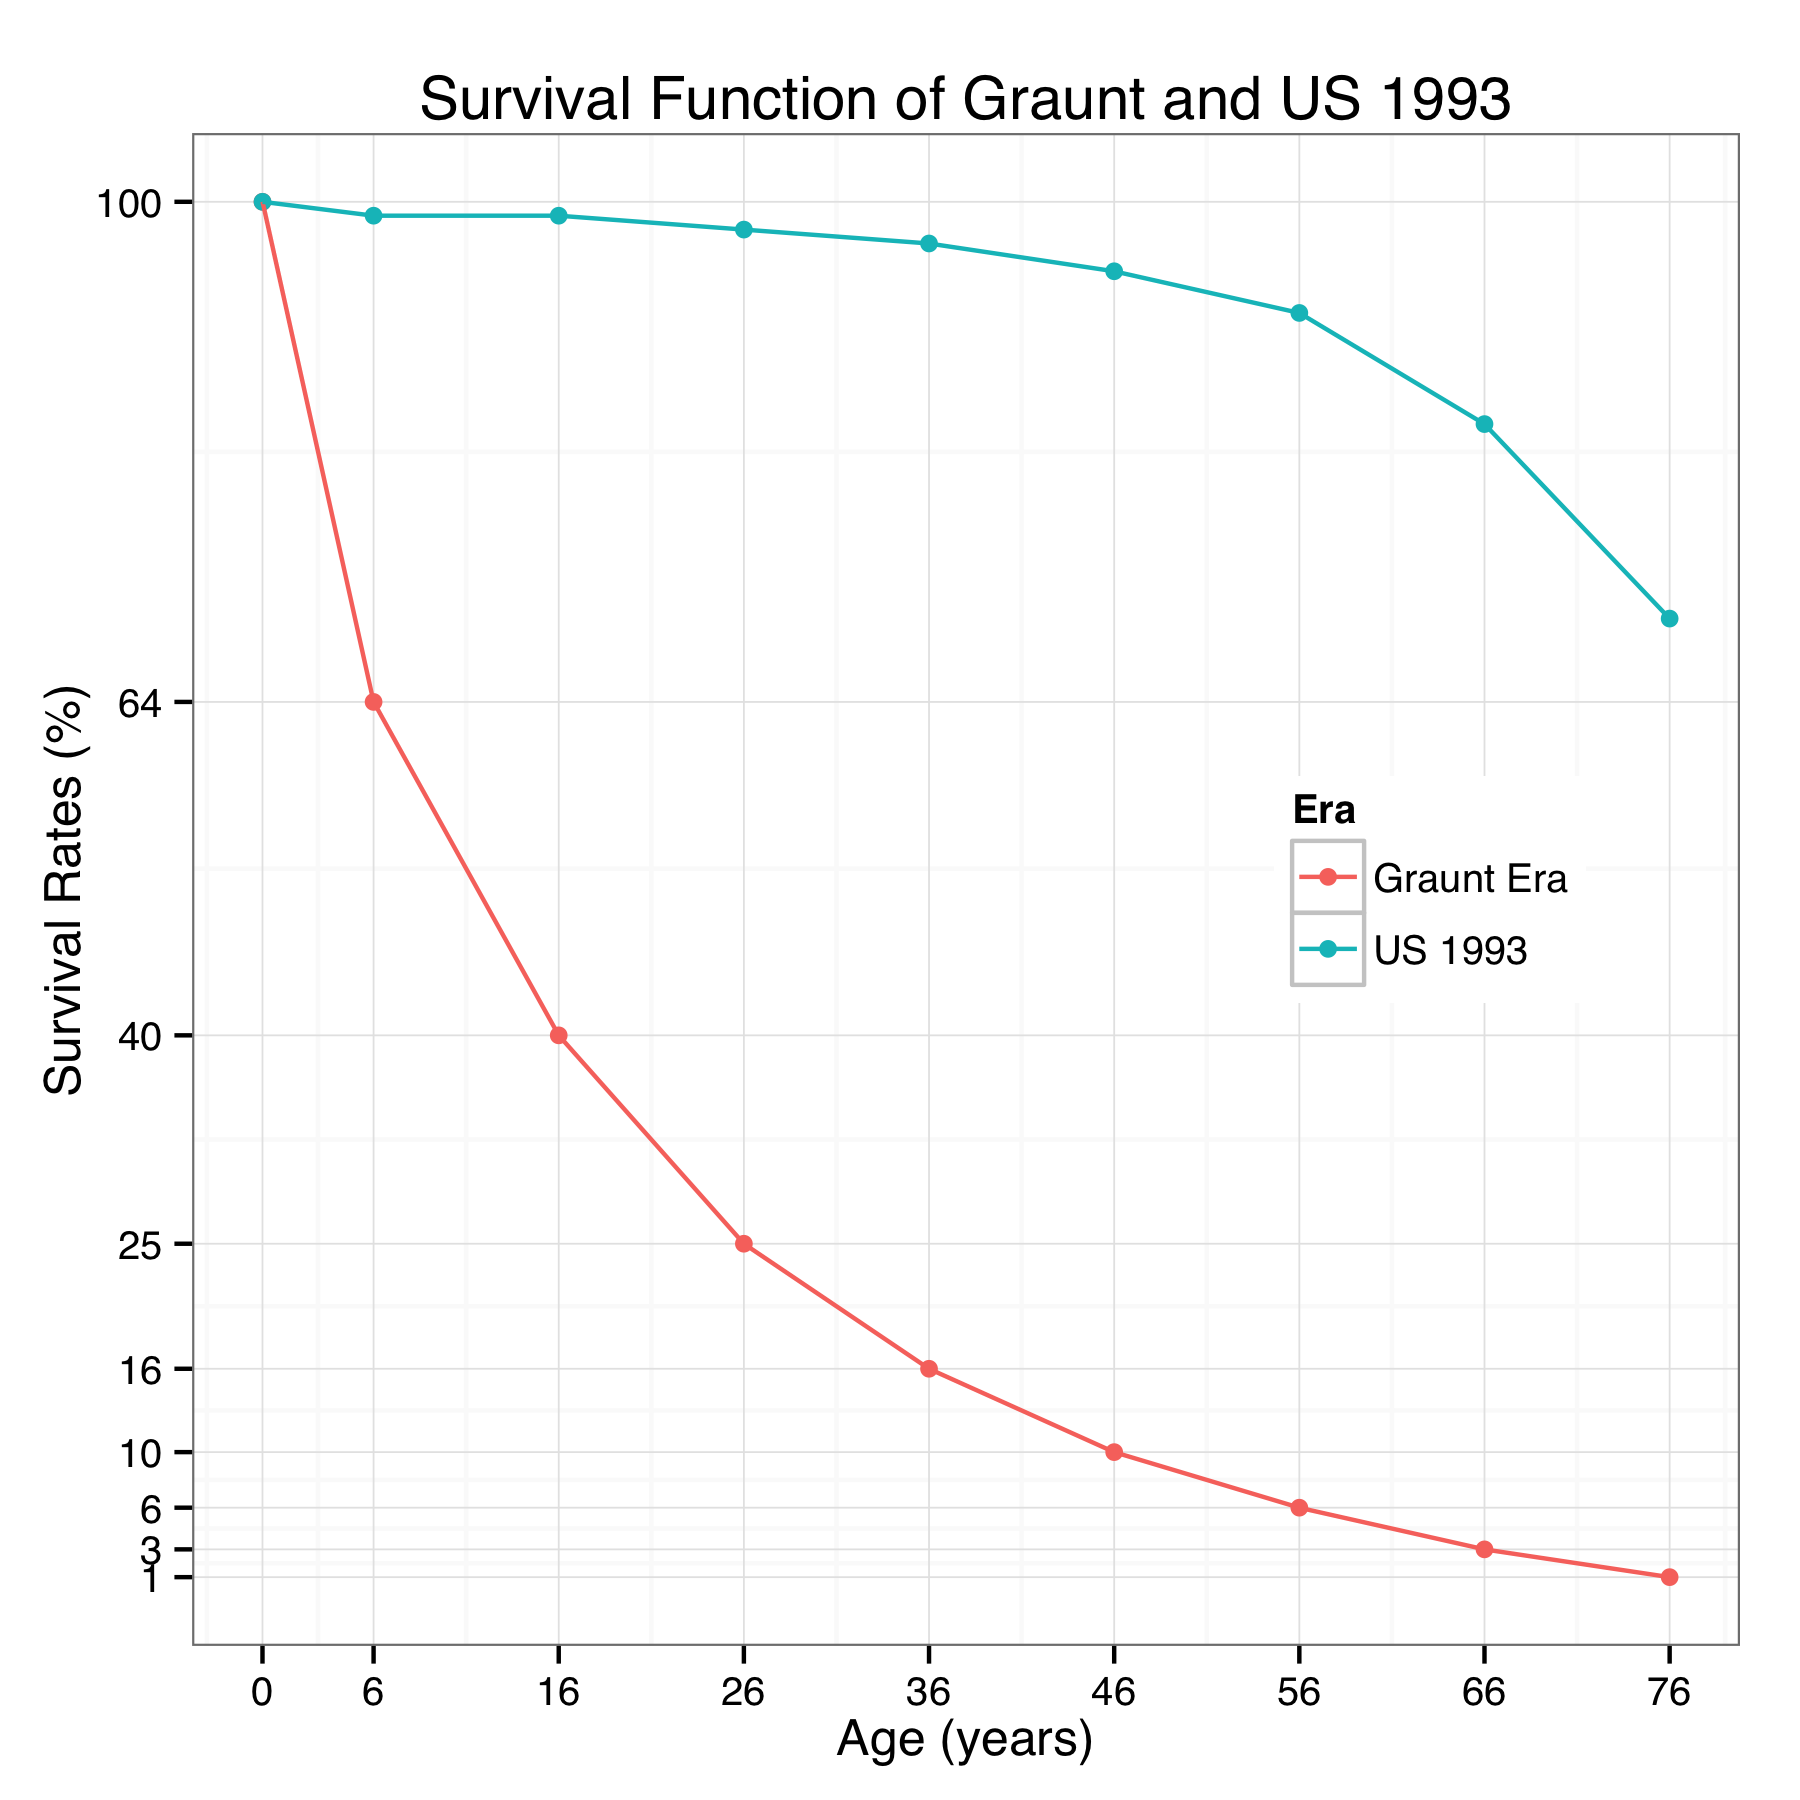 Survival Function of Graunt and US 1993
Survival Rates (%)
100
64
40
25
16
10
6
3
1
Era
Graunt Era
US 1993
0 6 16 26 36 46 56 66 76
Age (years)